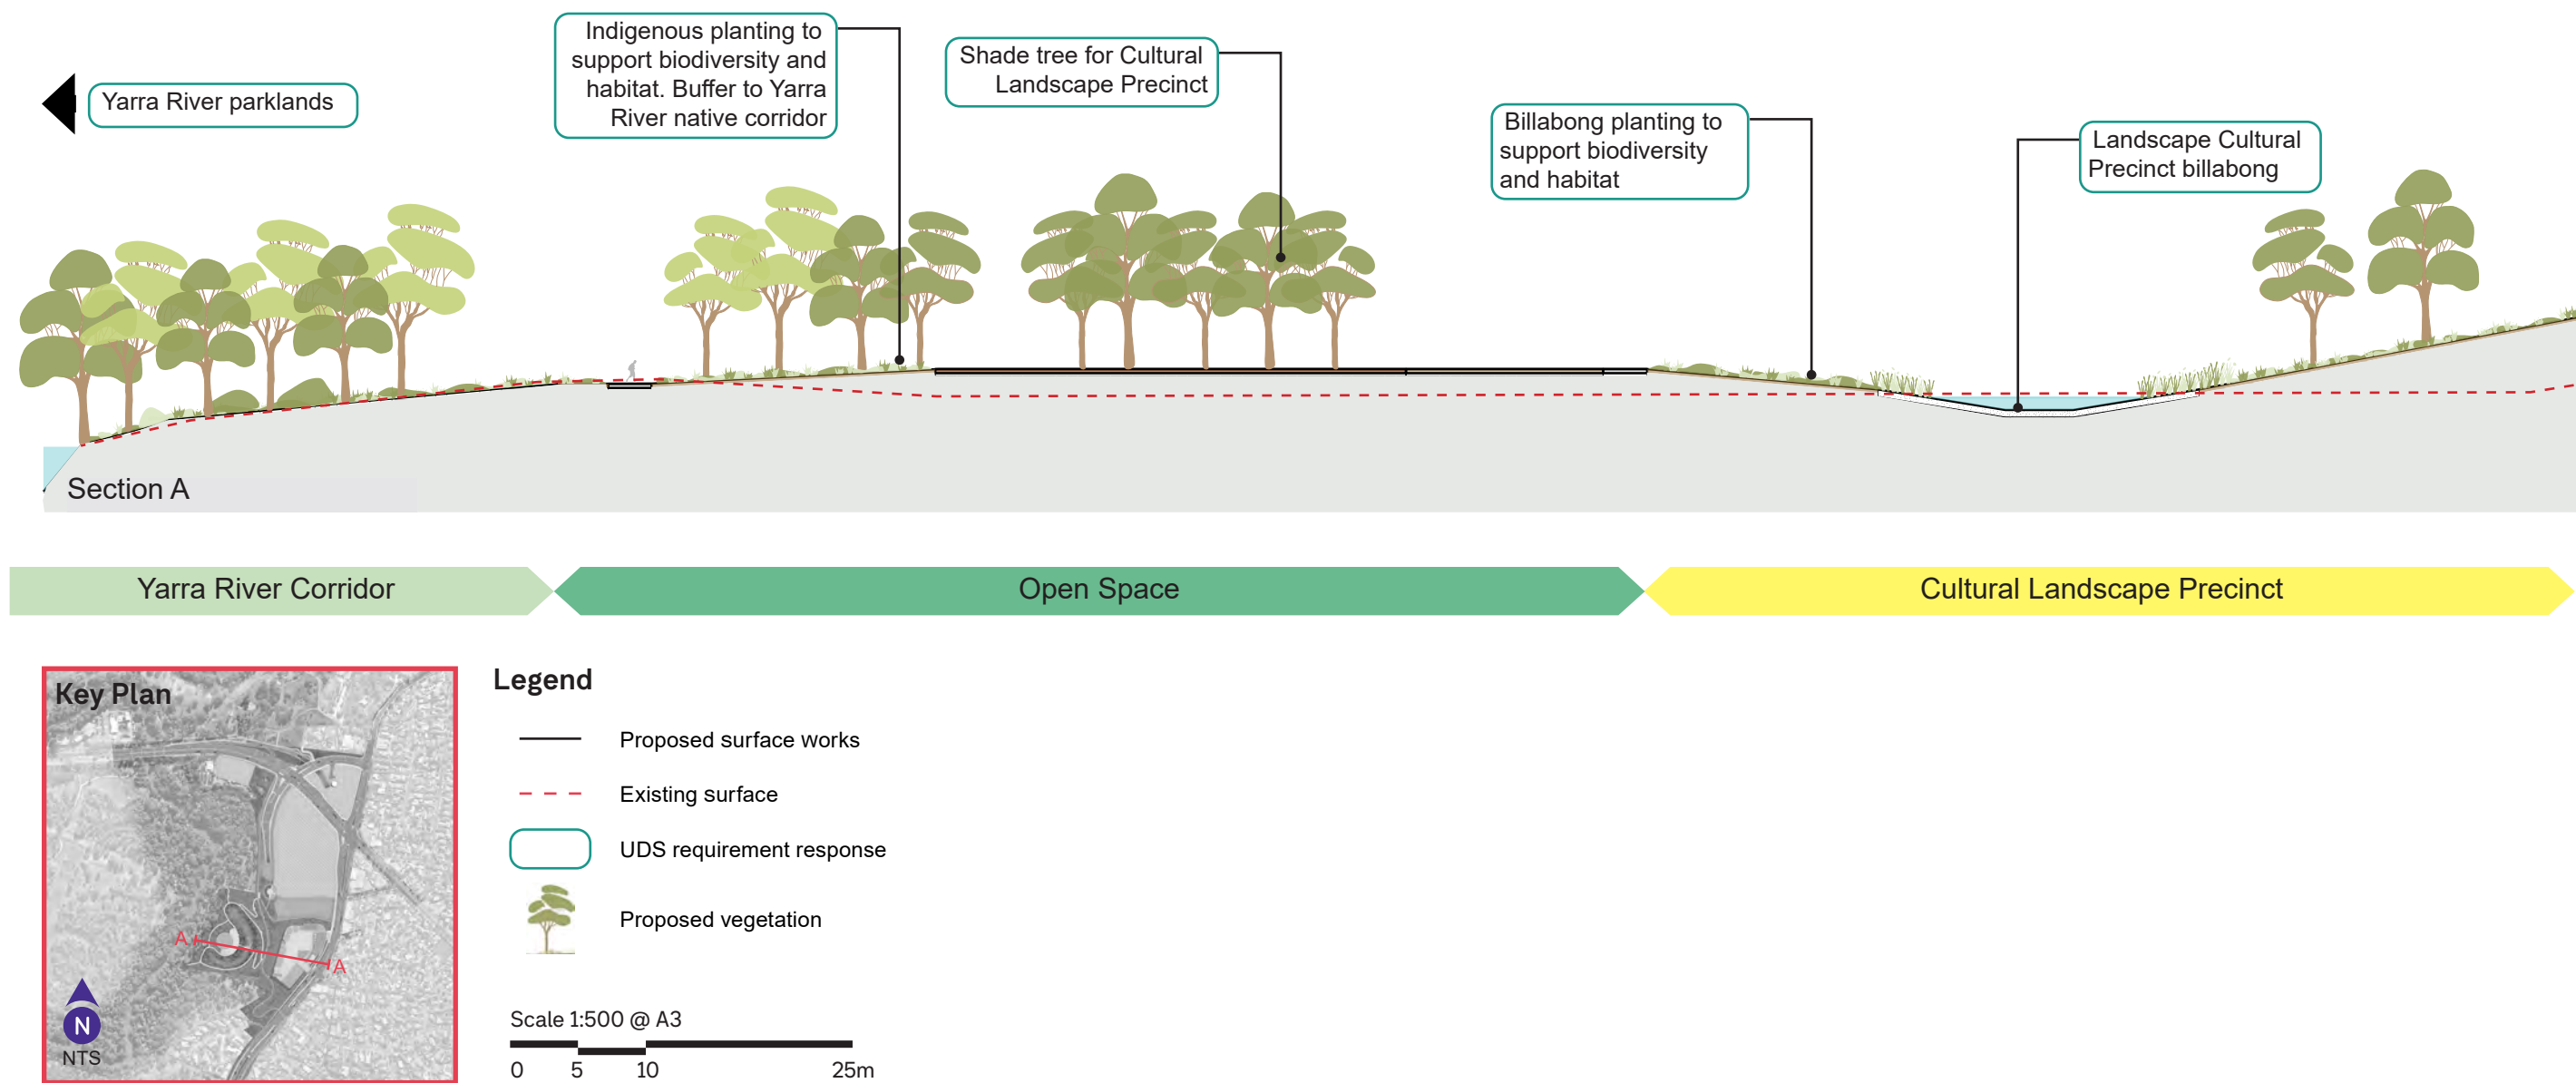 Indigenous planting to
support biodiversity and
habitat. Buffer to Yarra
River native corridor
Shade tree for Cultural
Landscape Precinct
Yarra River parklands
Billabong planting to
support biodiversity
and habitat
Landscape Cultural
Precinct billabong
Section A
Yarra River Corridor
Open Space
Cultural Landscape Precinct
Key Plan
A
A
N
NTS
Legend
Proposed surface works
Existing surface
UDS requirement response
Proposed vegetation
Scale 1:500 @ A3
0 5 10 25m